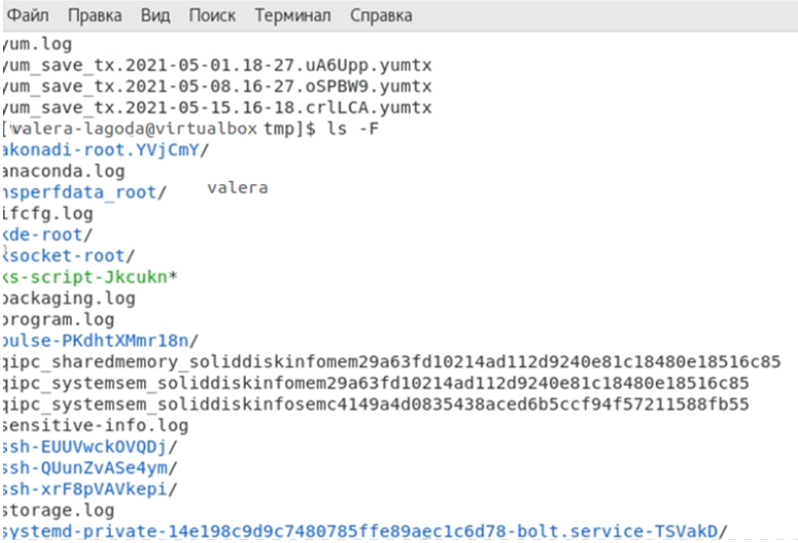 Файл Правка Вид Поиск Терминал Справка
yum.log
yum_save_tx.2021-05-01.18-27.uA6Upp.yumtx
yum_save_tx.2021-05-08.16-27.oSPBW9.yumtx
yum_save_tx.2021-05-15.16-18.crlLCA.yumtx
[valera-lagoda@virtualbox tmp]$ ls -F
akonadi-root.YVjCmY/
anaconda.log
hsperfdata_root/ valera
ifcfg.log
kde-root/
ksocket-root/
ks-script-Jkcukn*
packaging.log
program.log
pulse-PKdhtXMmr18n/
qipc_sharedmemory_soliddiskinfomem29a63fd10214ad112d9240e81c18480e18516c85
qipc_systemsem_soliddiskinfomem29a63fd10214ad112d9240e81c18480e18516c85
qipc_systemsem_soliddiskinfosemc4149a4d0835438aced6b5ccf94f57211588fb55
sensitive-info.log
ssh-EUUVwckOVQDj/
ssh-QUunZvASe4ym/
ssh-xrF8pVAVkepi/
storage.log
systemd-private-14e198c9d9c7480785ffe89aec1c6d78-bolt.service-TSVakD/